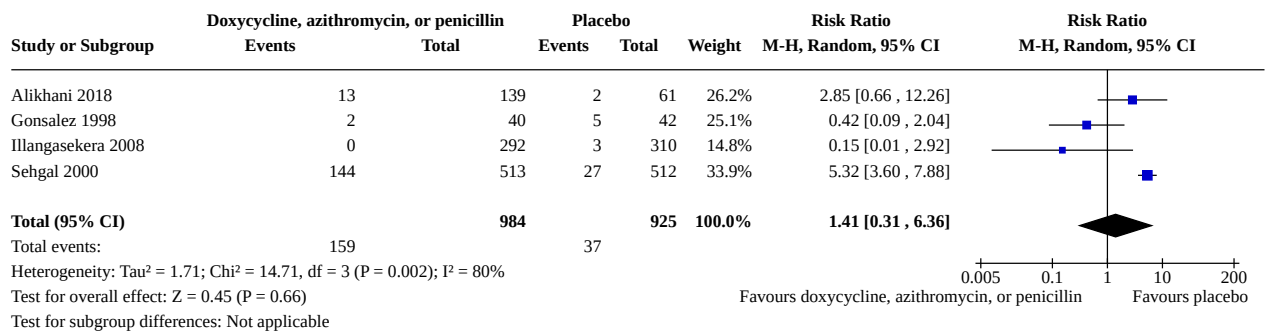 Doxycycline, azithromycin, or penicillin Placebo Risk Ratio Risk Ratio
Study or Subgroup Events Total Events Total Weight M-H, Random, 95% CI M-H, Random, 95% CI
Alikhani 2018 13 139 2 61 26.2% 2.85 [0.66 , 12.26]
Gonsalez 1998 2 40 5 42 25.1% 0.42 [0.09 , 2.04]
Illangasekera 2008 0 292 3 310 14.8% 0.15 [0.01 , 2.92]
Sehgal 2000 144 513 27 512 33.9% 5.32 [3.60 , 7.88]
Total (95% CI) 984 925 100.0% 1.41 [0.31 , 6.36]
Total events: 159 37
Heterogeneity: Tau² = 1.71; Chi² = 14.71, df = 3 (P = 0.002); I² = 80%
0.005 0.1 1 10 200
Test for overall effect: Z = 0.45 (P = 0.66) Favours doxycycline, azithromycin, or penicillin Favours placebo
Test for subgroup differences: Not applicable